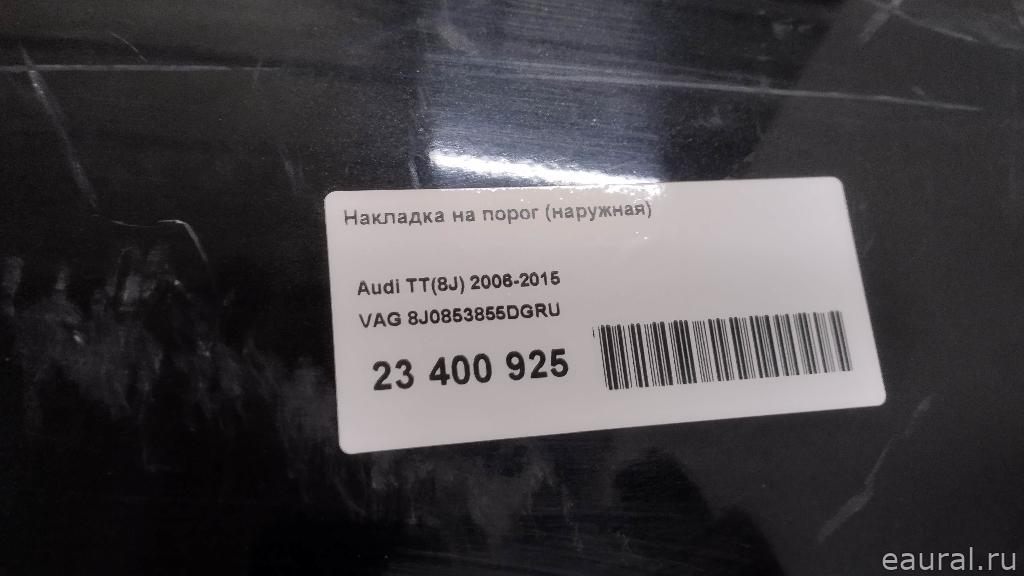 Накладка на порог (наружная)
Audi TT(8J) 2006-2015
VAG 8J0853855DGRU
23 400 925
eaural.ru